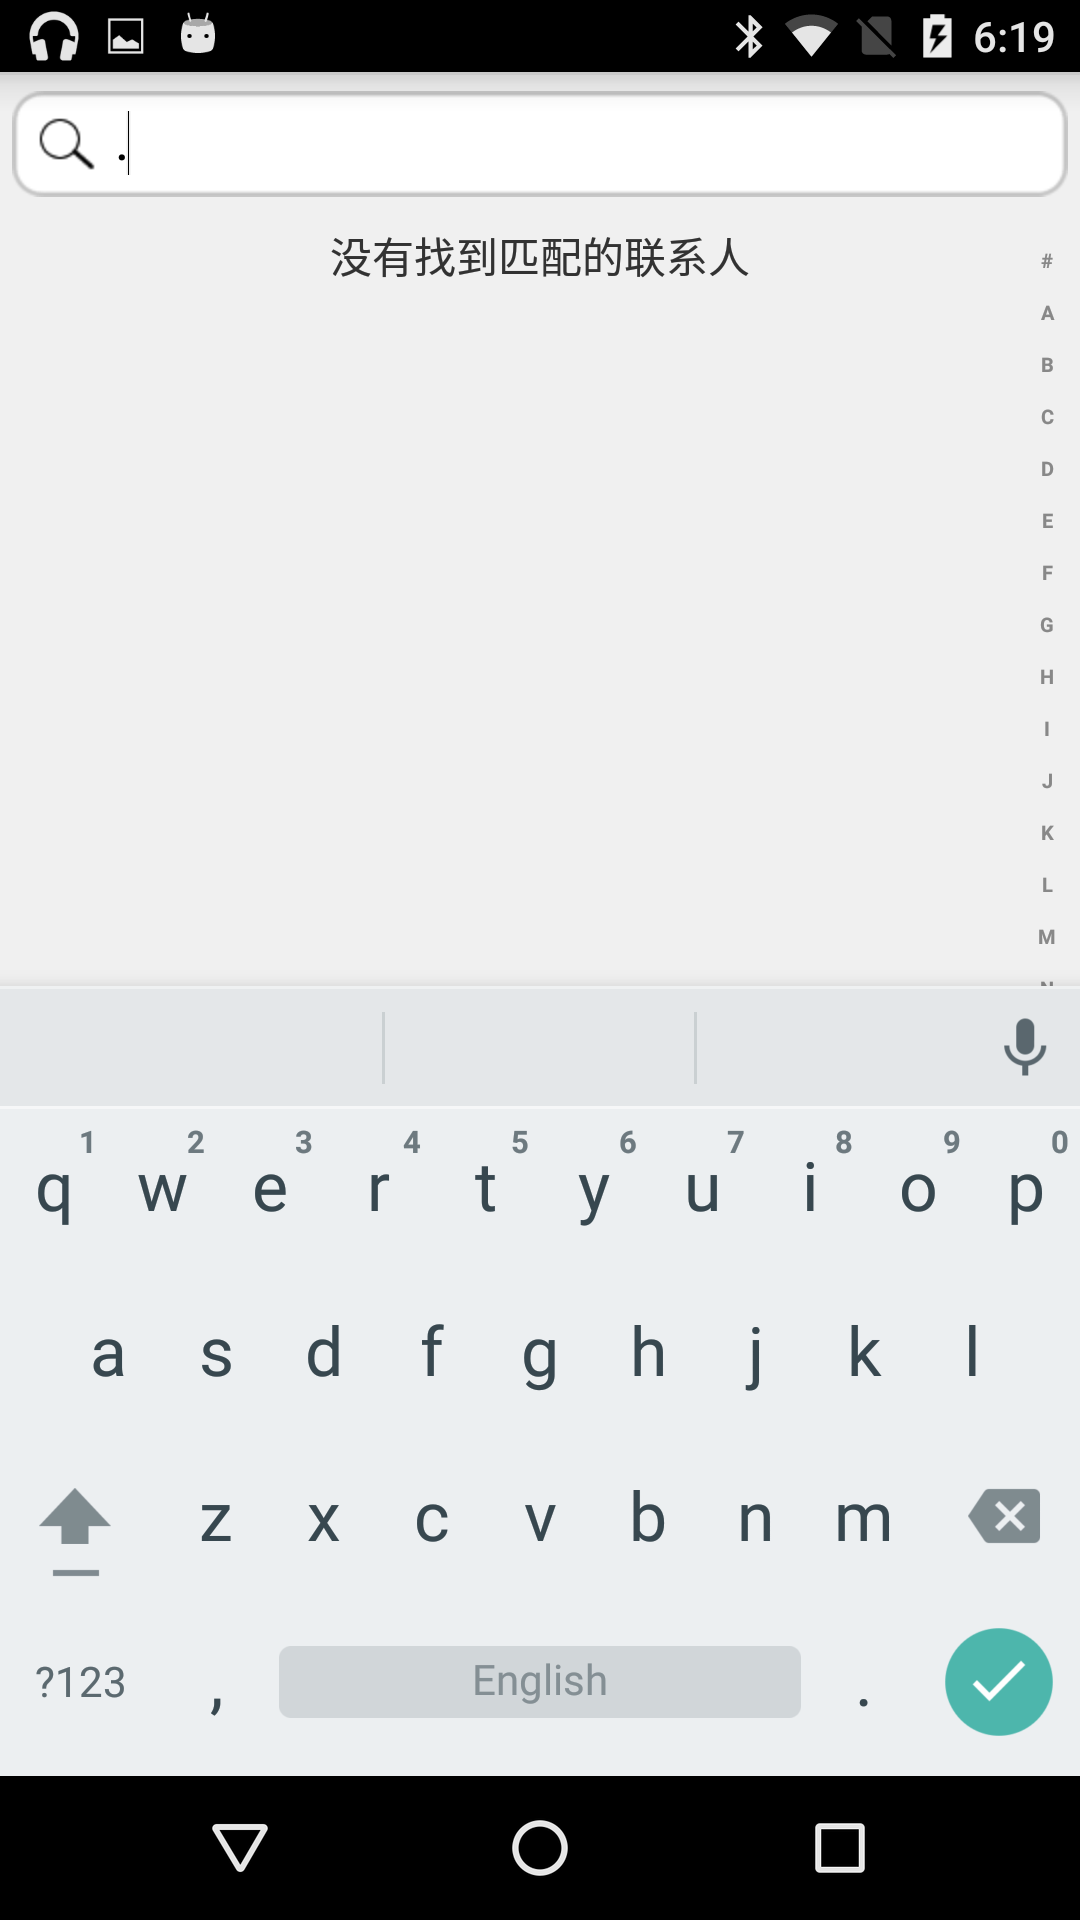 6:19
.
没有找到匹配的联系人
#
A
B
C
D
E
F
G
H
I
J
K
L
M
1 2 3 4 5 6 7 8 9 0
q w e r t y u i o p
a s d f g h j k l
z x c v b n m
?123 , English .